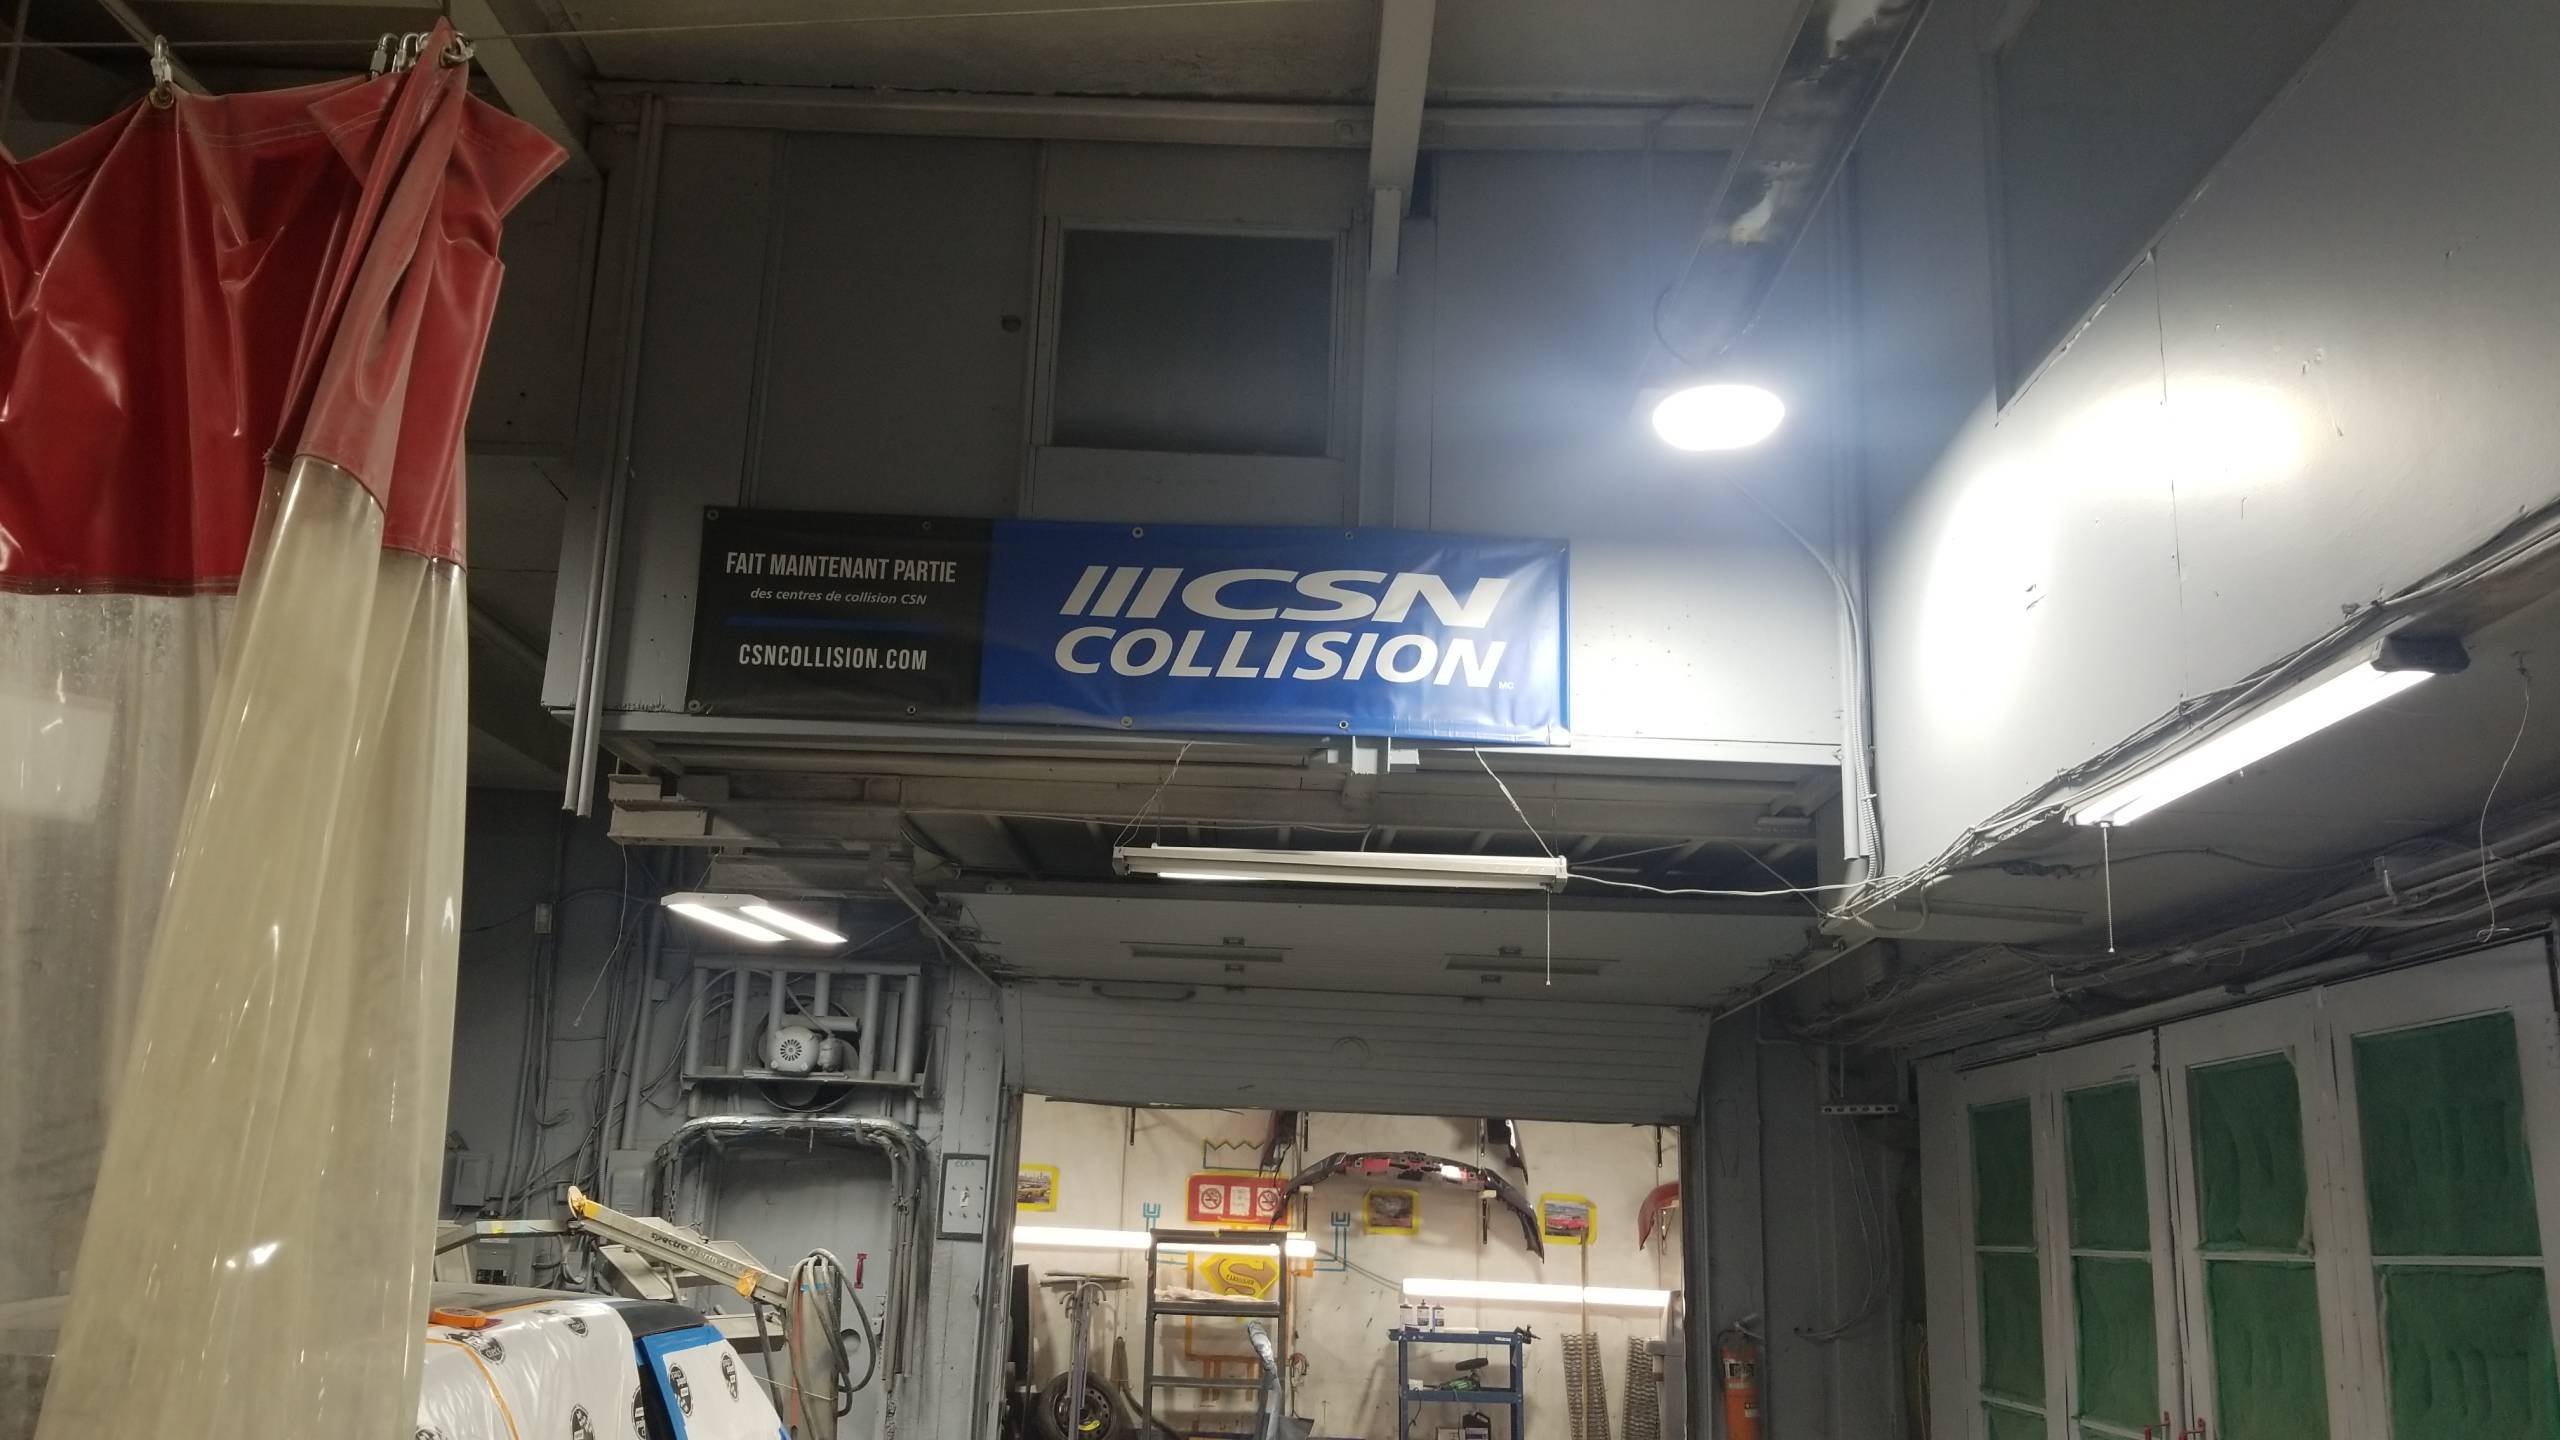 FAIT MAINTENANT PARTIE
des centres de collision CSN
CSNCOLLISION.COM
CSN
COLLISION
MC